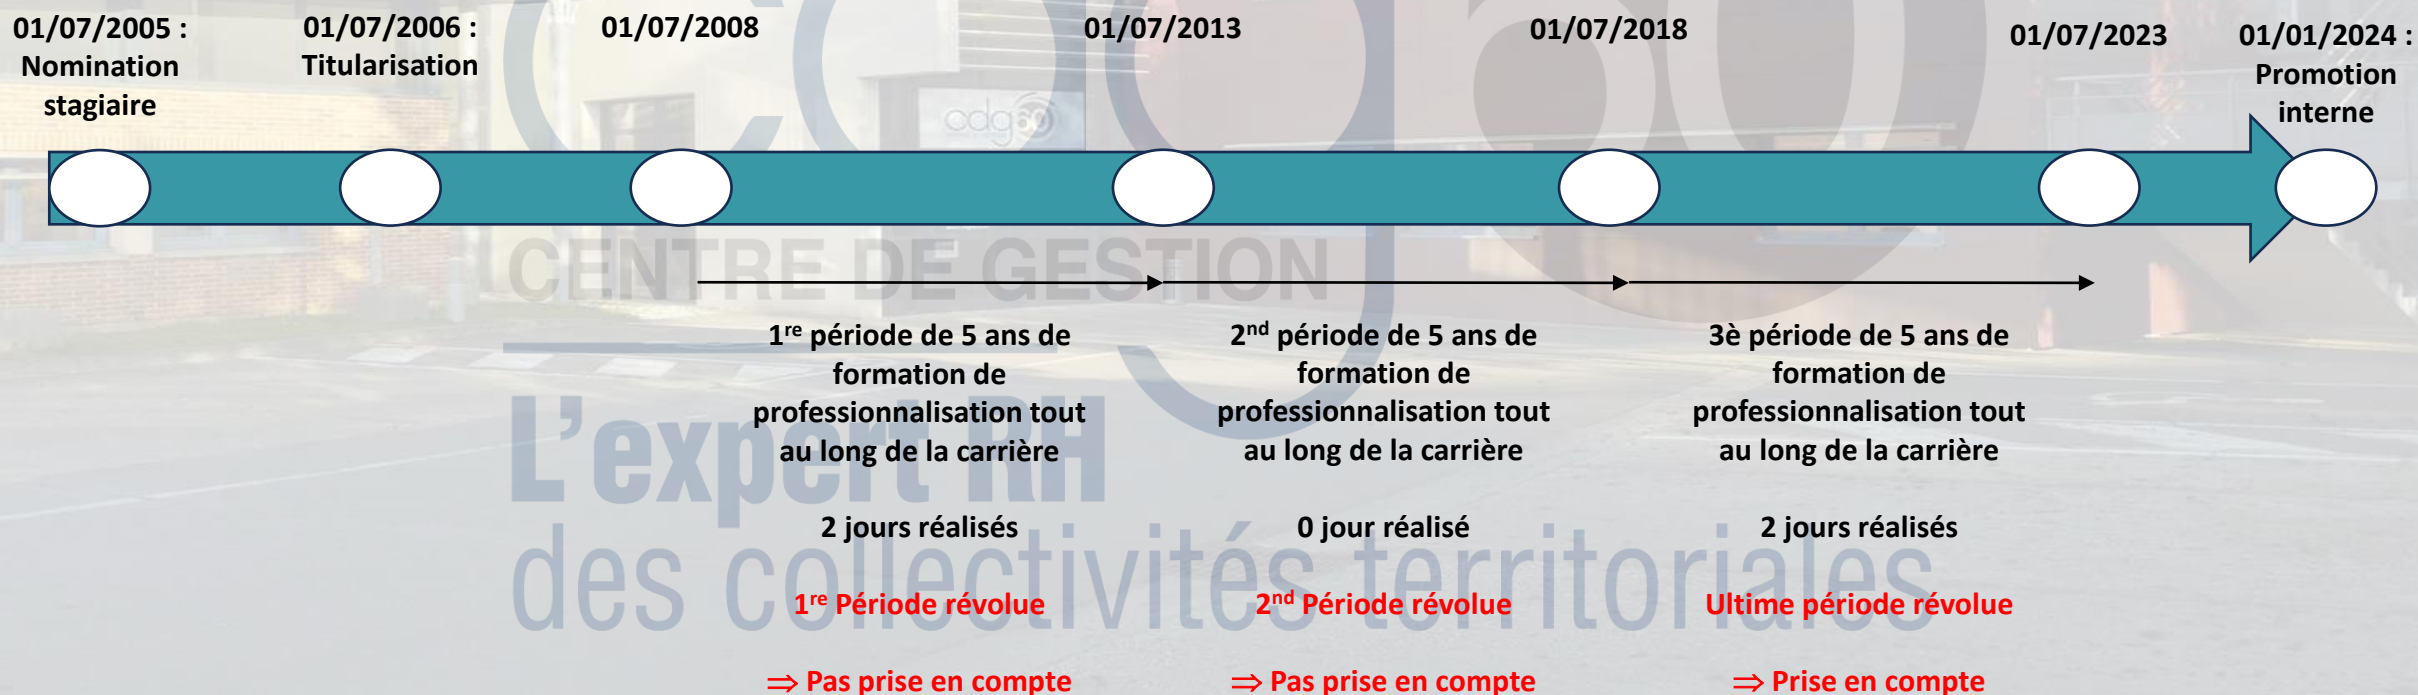 01/07/2005 :
Nomination
stagiaire
01/07/2006 :
Titularisation
01/07/2008
01/07/2013
01/07/2018
01/07/2023
01/01/2024 :
Promotion
interne
cdg60
cdg60
CENTRE DE GESTION
1re période de 5 ans de
formation de
professionnalisation tout
au long de la carrière
2nd période de 5 ans de
formation de
professionnalisation tout
au long de la carrière
3è période de 5 ans de
formation de
professionnalisation tout
au long de la carrière
L'expert RH
des collectivités territoriales
2 jours réalisés
0 jour réalisé
2 jours réalisés
1re Période révolue
2nd Période révolue
Ultime période révolue
⇒ Pas prise en compte
⇒ Pas prise en compte
⇒ Prise en compte